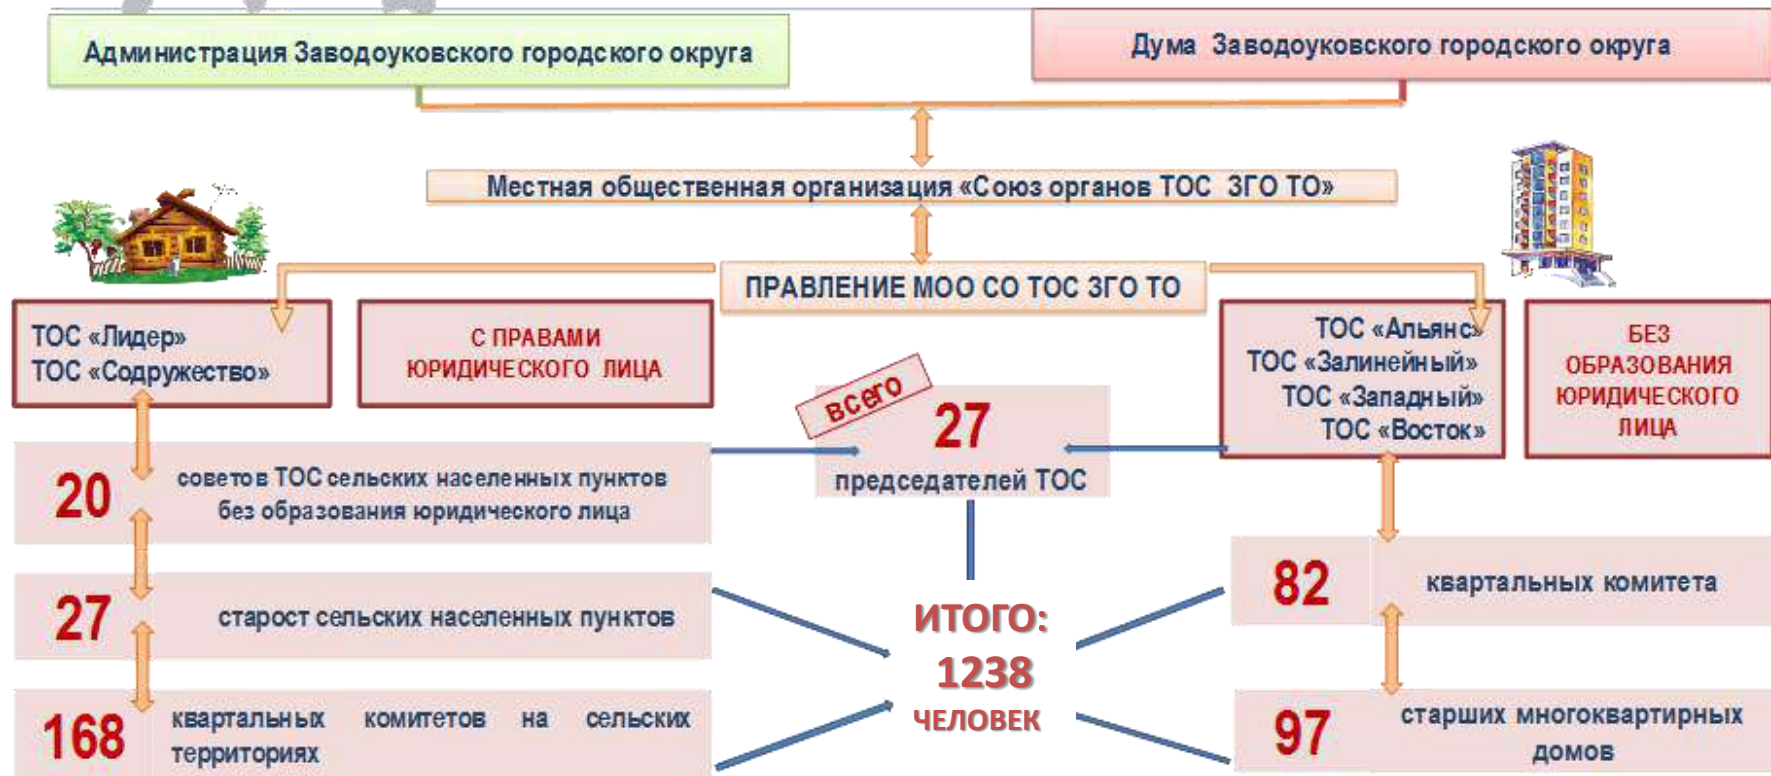 Администрация Заводоуковского городского округа
Дума Заводоуковского городского округа
Местная общественная организация «Союз органов ТОС ЗГО ТО»
ПРАВЛЕНИЕ МОО СО ТОС ЗГО ТО
ТОС «Лидер»
ТОС «Содружество»
С ПРАВАМИ
ЮРИДИЧЕСКОГО ЛИЦА
ТОС «Альянс»
ТОС «Залинейный»
ТОС «Западный»
ТОС «Восток»
БЕЗ
ОБРАЗОВАНИЯ
ЮРИДИЧЕСКОГО
ЛИЦА
всего
27
председателей ТОС
20
советов ТОС сельских населенных пунктов
без образования юридического лица
27
старост сельских населенных пунктов
168
квартальных комитетов на сельских
территориях
ИТОГО:
1238
ЧЕЛОВЕК
82
квартальных комитета
97
старших многоквартирных
домов